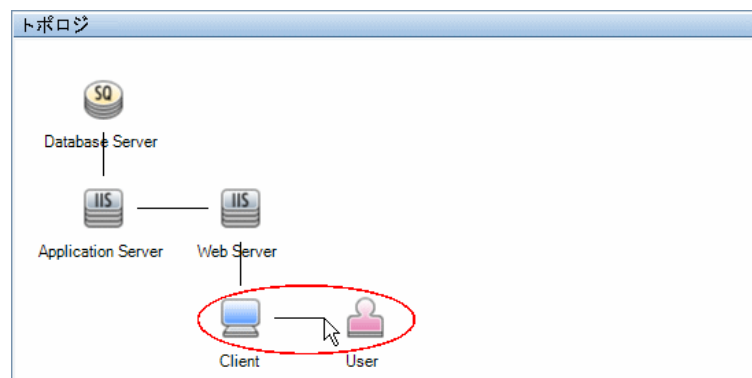 トポロジ
SQ
Database Server
IIS
IIS
Application Server
Web Server
Client
User